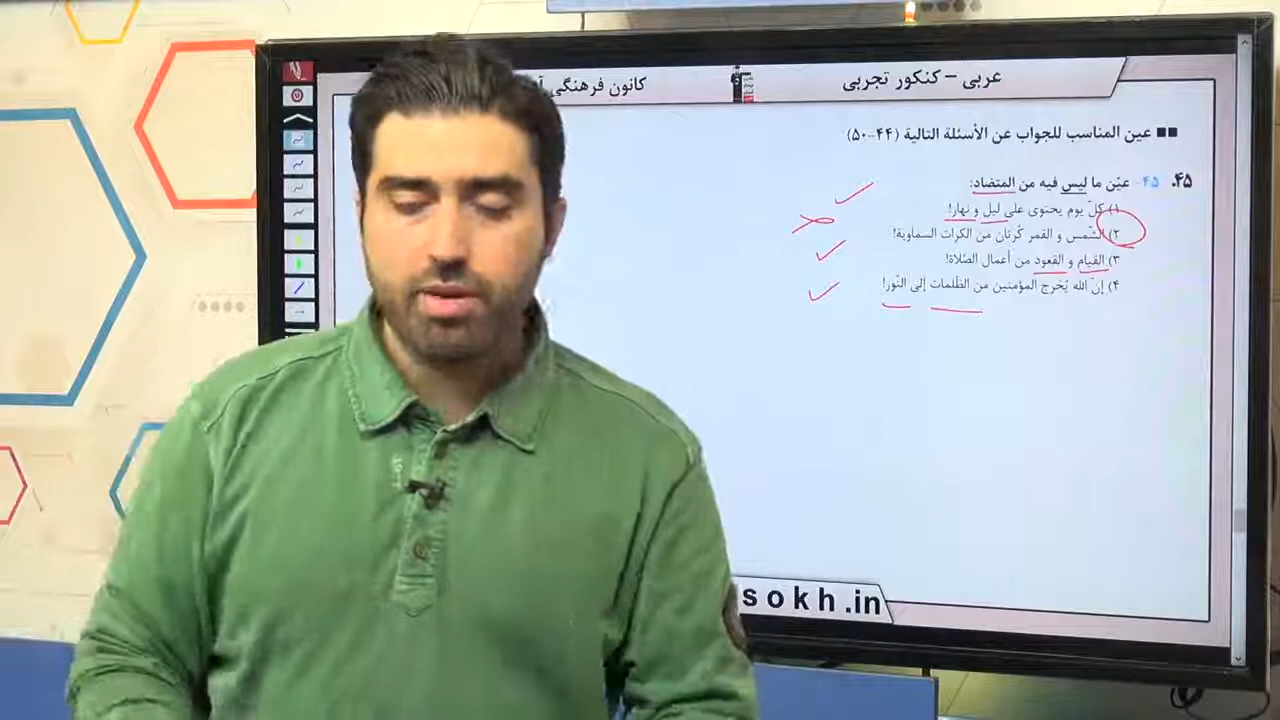 عربی – کنکور تجربی
کانون فرهنگی
■■ عین المناسب للجواب عن الأسئلة التالیة (۴۴-۵۰)
۴۵. ۴۵- عیّن ما لیس فیه من المتضاد:
۱) کلّ یوم یحتوی علی لیل و نهار!
۲) الشّمس و القمر کُرتان من الکرات السماویة!
۳) القیام و القعود من أعمال الصّلاة!
۴) إنّ الله یُخرج المؤمنین من الظّلمات إلی النّور!
sokh.in